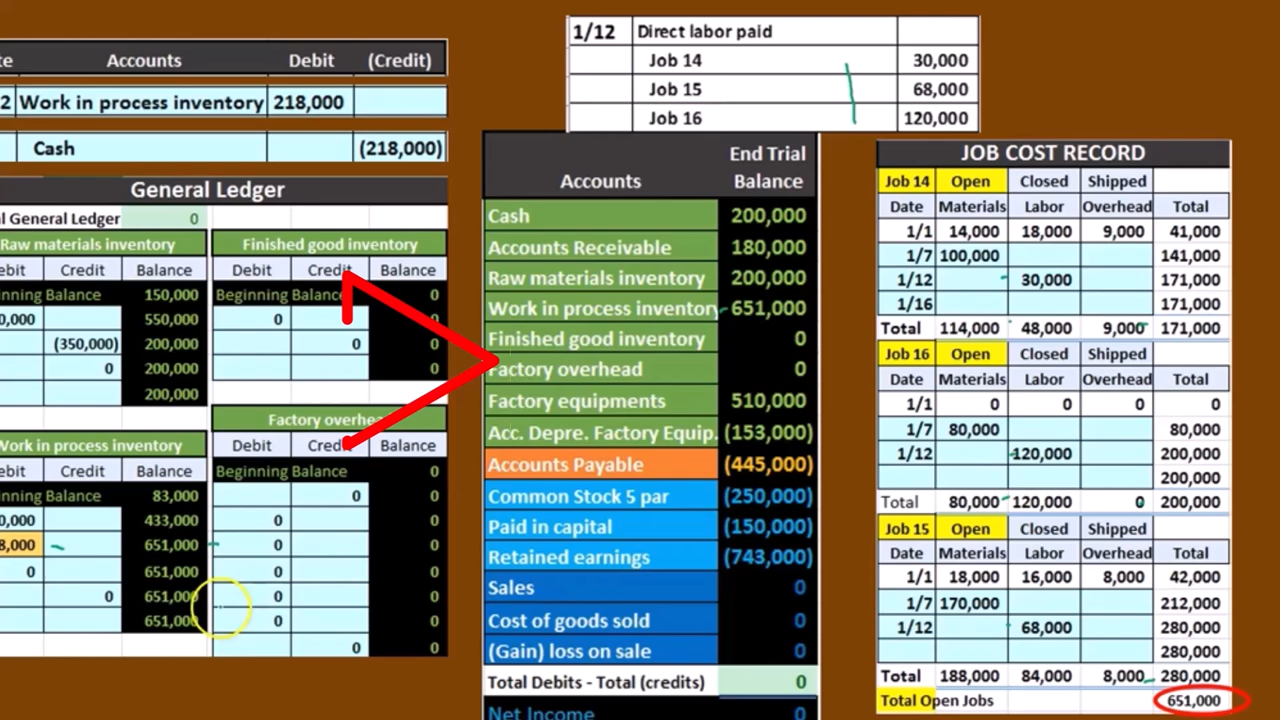 te Accounts Debit (Credit)
2 Work in process inventory 218,000
Cash (218,000)
General Ledger
al General Ledger 0
Raw materials inventory
ebit Credit Balance
inning Balance 150,000
0,000 550,000
(350,000) 200,000
0 200,000
200,000
Finished good inventory
Debit Credit Balance
Beginning Balance 0
0 0
0 0
0
Work in process inventory
ebit Credit Balance
inning Balance 83,000
0,000 433,000
8,000 651,000
0 651,000
0 651,000
651,000
Factory overhe
Debit Credit Balance
Beginning Balance 0
0 0
0 0
0 0
0 0
0 0
0 0
0 0
1/12 Direct labor paid
Job 14 30,000
Job 15 68,000
Job 16 120,000
End Trial
Accounts Balance
Cash 200,000
Accounts Receivable 180,000
Raw materials inventory 200,000
Work in process inventory 651,000
Finished good inventory 0
Factory overhead 0
Factory equipments 510,000
Acc. Depre. Factory Equip. (153,000)
Accounts Payable (445,000)
Common Stock 5 par (250,000)
Paid in capital (150,000)
Retained earnings (743,000)
Sales 0
Cost of goods sold 0
(Gain) loss on sale 0
Total Debits - Total (credits) 0
Net Income 0
JOB COST RECORD
Job 14 Open Closed Shipped
Date Materials Labor Overhead Total
1/1 14,000 18,000 9,000 41,000
1/7 100,000 141,000
1/12 30,000 171,000
1/16 171,000
Total 114,000 48,000 9,000 171,000
Job 16 Open Closed Shipped
Date Materials Labor Overhead Total
1/1 0 0 0 0
1/7 80,000 80,000
1/12 120,000 200,000
200,000
Total 80,000 120,000 0 200,000
Job 15 Open Closed Shipped
Date Materials Labor Overhead Total
1/1 18,000 16,000 8,000 42,000
1/7 170,000 212,000
1/12 68,000 280,000
280,000
Total 188,000 84,000 8,000 280,000
Total Open Jobs 651,000